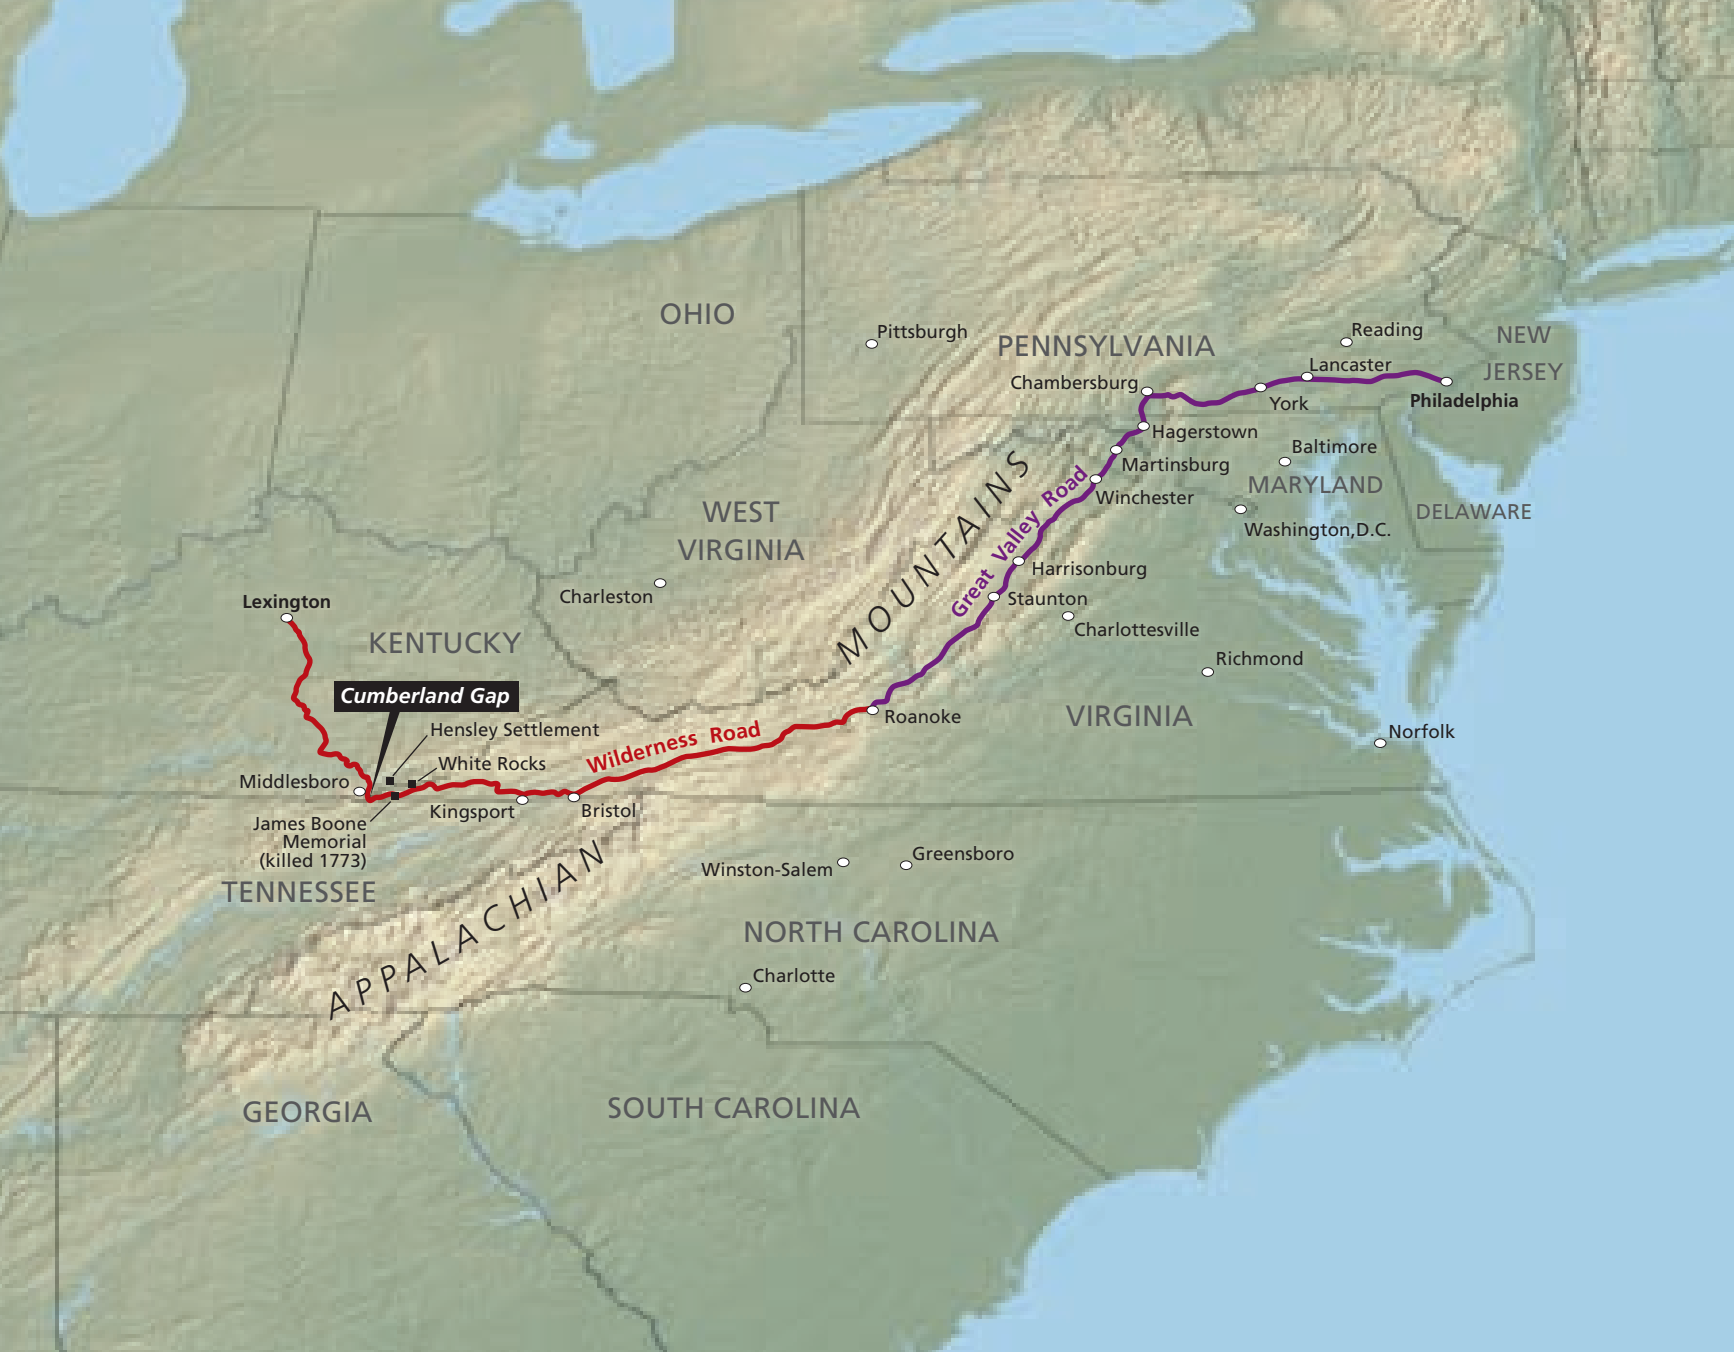 OHIO
Pittsburgh
PENNSYLVANIA
Reading
NEW
JERSEY
Lancaster
Chambersburg
York
Philadelphia
Hagerstown
Baltimore
Martinsburg
MARYLAND
Winchester
Washington,D.C.
DELAWARE
WEST
VIRGINIA
MOUNTAINS
Great Valley Road
Harrisonburg
Charleston
Staunton
Lexington
Charlottesville
KENTUCKY
Richmond
Cumberland Gap
Roanoke
VIRGINIA
Hensley Settlement
Norfolk
Wilderness Road
White Rocks
Middlesboro
Kingsport
Bristol
James Boone
Memorial
(killed 1773)
TENNESSEE
Winston-Salem
Greensboro
APPALACHIAN
NORTH CAROLINA
Charlotte
GEORGIA
SOUTH CAROLINA